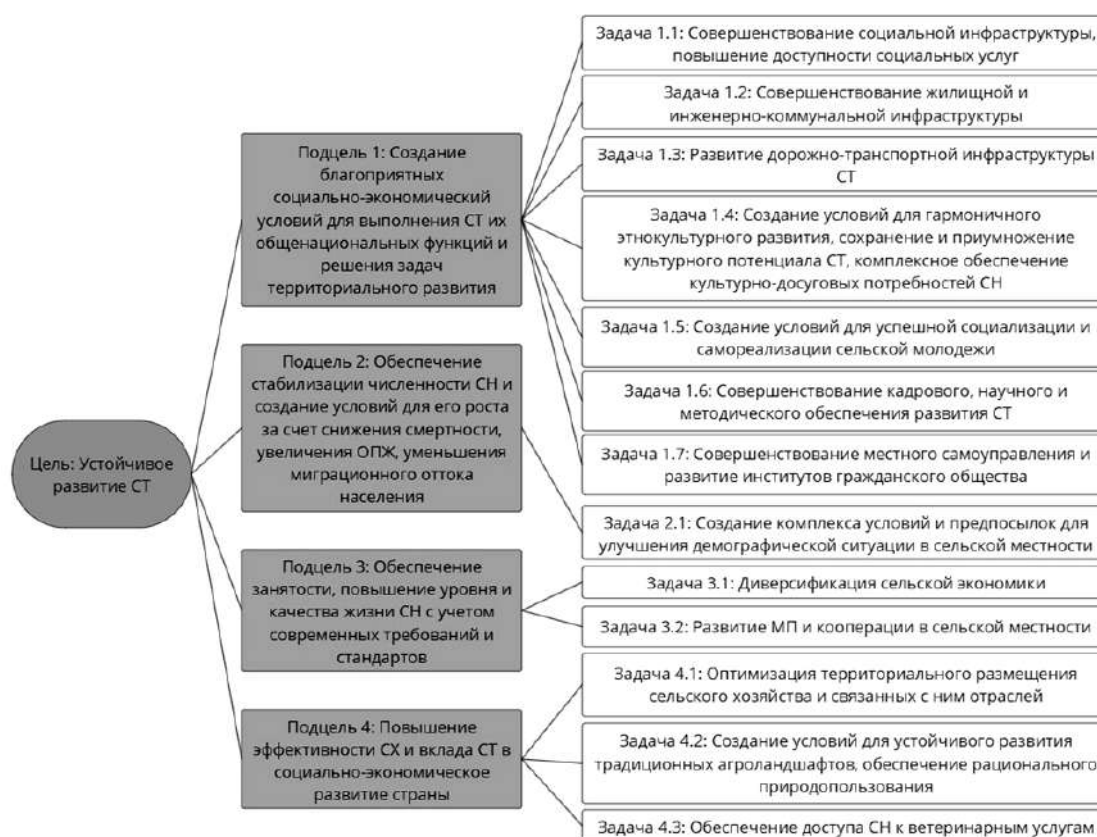 Цель: Устойчивое
развитие СТ
Подцель 1: Создание
благоприятных
социально-экономический
условий для выполнения СТ их
общенациональных функций и
решения задач
территориального развития
Задача 1.1: Совершенствование социальной инфраструктуры,
повышение доступности социальных услуг
Задача 1.2: Совершенствование жилищной и
инженерно-коммунальной инфраструктуры
Задача 1.3: Развитие дорожно-транспортной инфраструктуры
СТ
Задача 1.4: Создание условий для гармоничного
этнокультурного развития, сохранение и приумножение
культурного потенциала СТ, комплексное обеспечение
культурно-досуговых потребностей СН
Задача 1.5: Создание условий для успешной социализации и
самореализации сельской молодежи
Задача 1.6: Совершенствование кадрового, научного и
методического обеспечения развития СТ
Задача 1.7: Совершенствование местного самоуправления и
развитие институтов гражданского общества
Подцель 2: Обеспечение
стабилизации численности СН и
создание условий для его роста
за счет снижения смертности,
увеличения ОПЖ, уменьшения
миграционного оттока
населения
Задача 2.1: Создание комплекса условий и предпосылок для
улучшения демографической ситуации в сельской местности
Подцель 3: Обеспечение
занятости, повышение уровня и
качества жизни СН с учетом
современных требований и
стандартов
Задача 3.1: Диверсификация сельской экономики
Задача 3.2: Развитие МП и кооперации в сельской местности
Подцель 4: Повышение
эффективности СХ и вклада СТ в
социально-экономическое
развитие страны
Задача 4.1: Оптимизация территориального размещения
сельского хозяйства и связанных с ним отраслей
Задача 4.2: Создание условий для устойчивого развития
традиционных агроландшафтов, обеспечение рационального
природопользования
Задача 4.3: Обеспечение доступа СН к ветеринарным услугам